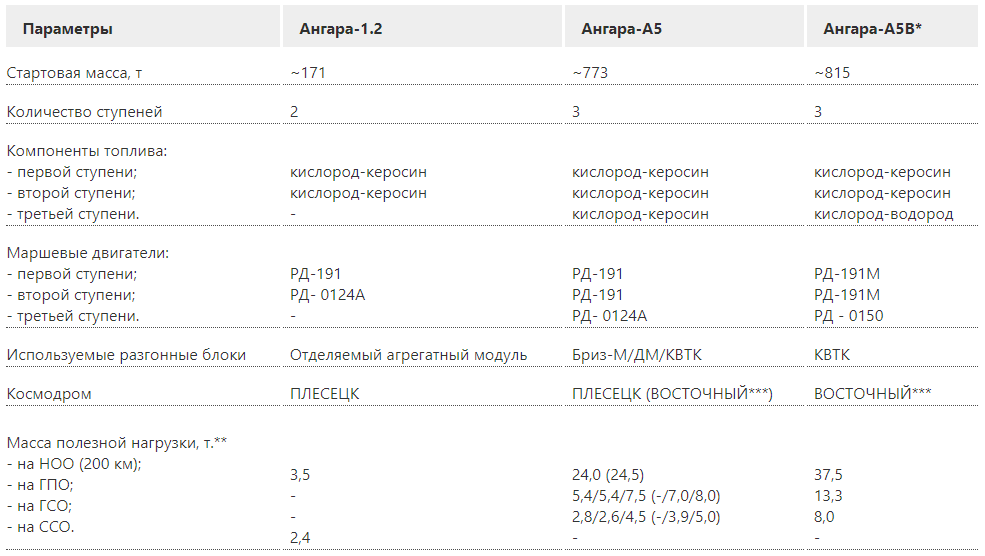 Параметры Ангара-1.2 Ангара-А5 Ангара-А5В*
Стартовая масса, т ~171 ~773 ~815
Количество ступеней 2 3 3
Компоненты топлива:
- первой ступени; кислород-керосин кислород-керосин кислород-керосин
- второй ступени; кислород-керосин кислород-керосин кислород-керосин
- третьей ступени. - кислород-керосин кислород-водород
Маршевые двигатели:
- первой ступени; РД-191 РД-191 РД-191М
- второй ступени; РД- 0124А РД-191 РД-191М
- третьей ступени. - РД- 0124А РД - 0150
Используемые разгонные блоки Отделяемый агрегатный модуль Бриз-М/ДМ/КВТК КВТК
Космодром ПЛЕСЕЦК ПЛЕСЕЦК (ВОСТОЧНЫЙ***) ВОСТОЧНЫЙ***
Масса полезной нагрузки, т.**
- на НОО (200 км); 3,5 24,0 (24,5) 37,5
- на ГПО; - 5,4/5,4/7,5 (-/7,0/8,0) 13,3
- на ГСО; - 2,8/2,6/4,5 (-/3,9/5,0) 8,0
- на ССО. 2,4 - -